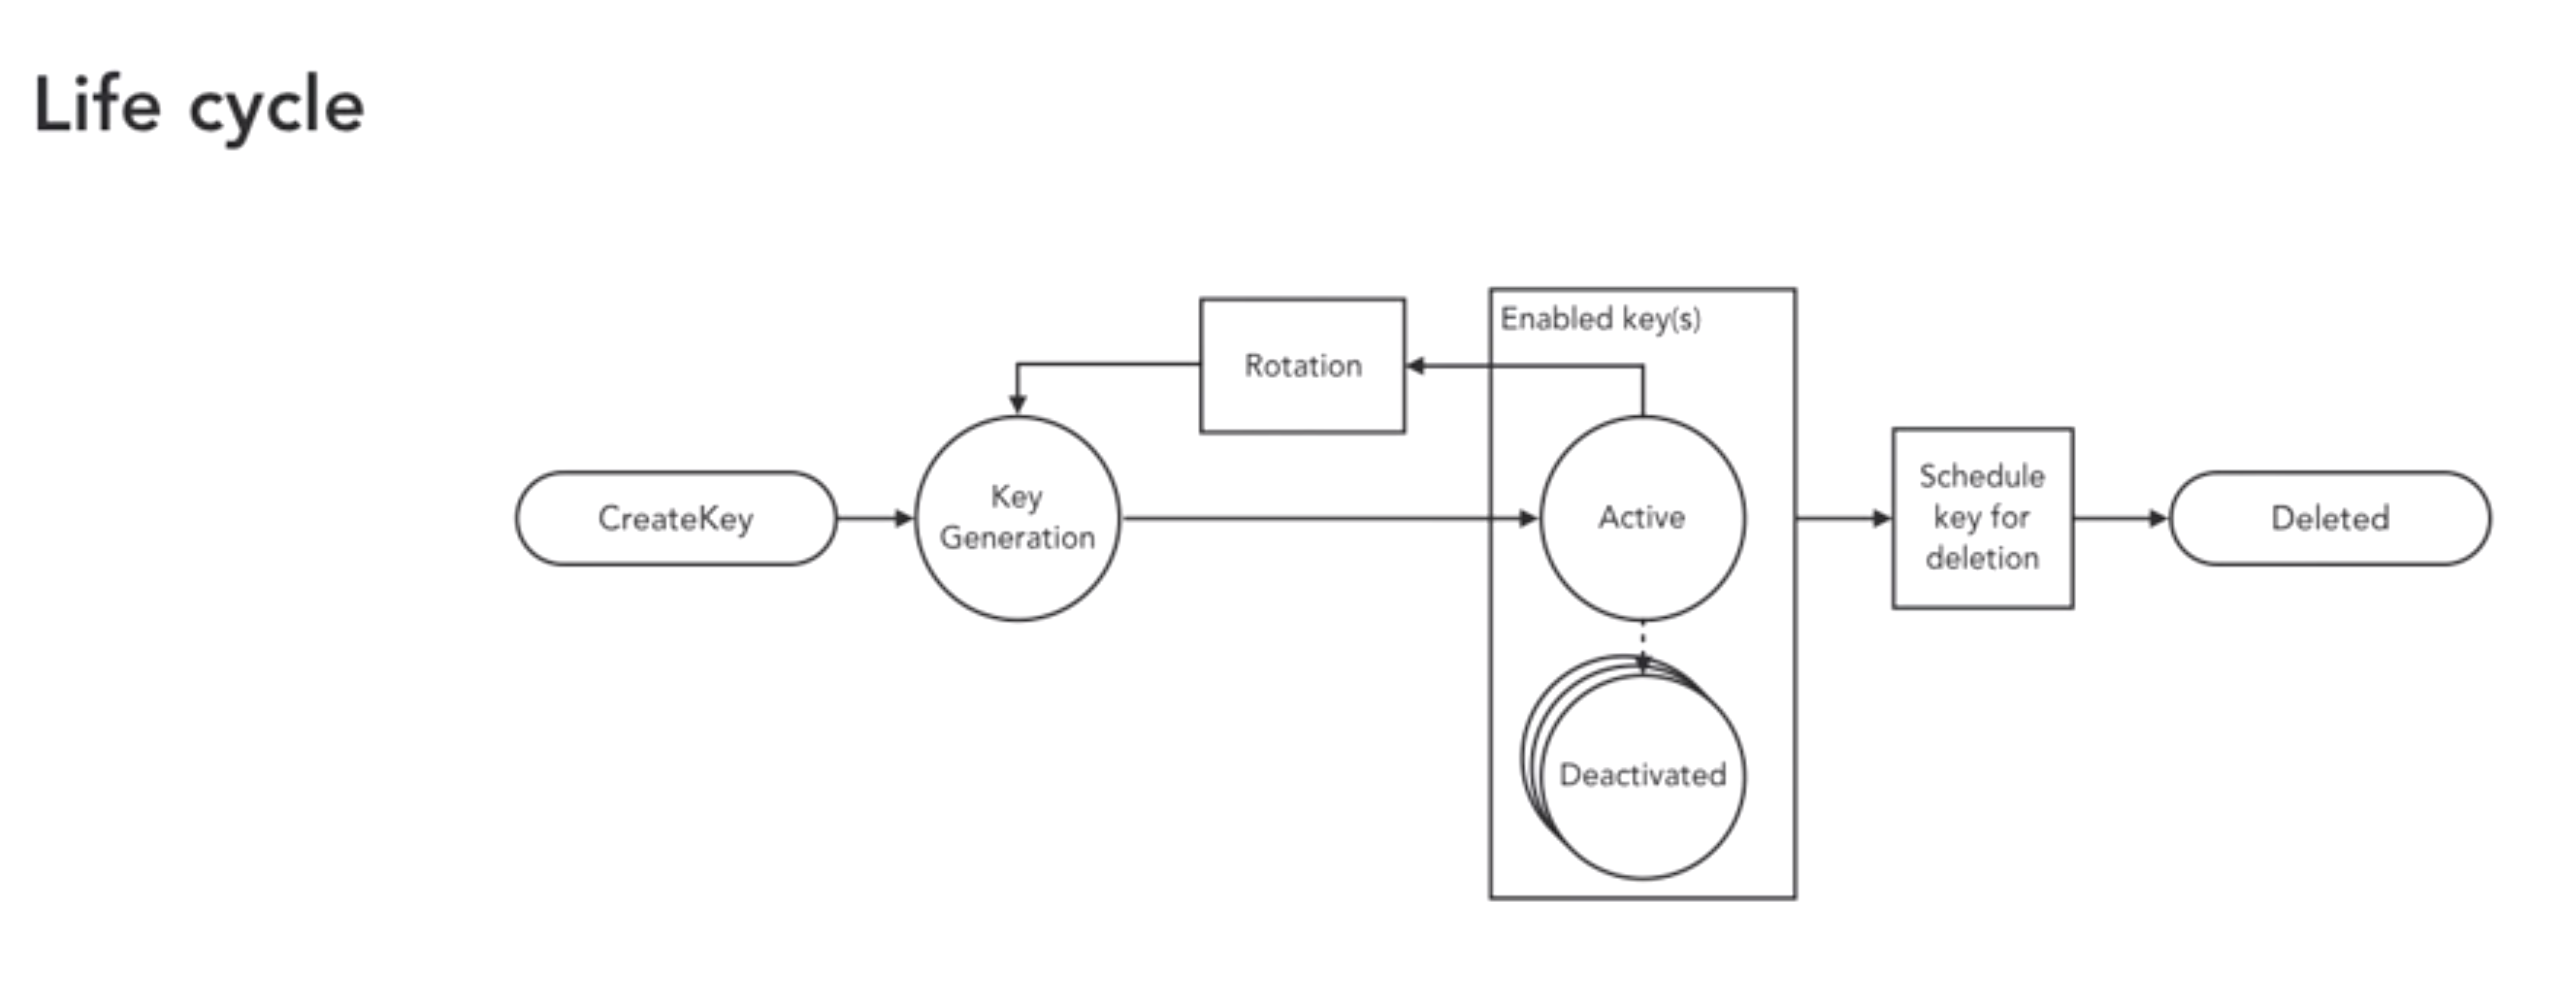 Life cycle
Enabled key(s)
Rotation
CreateKey
Key
Generation
Active
Schedule
key for
deletion
Deleted
Deactivated